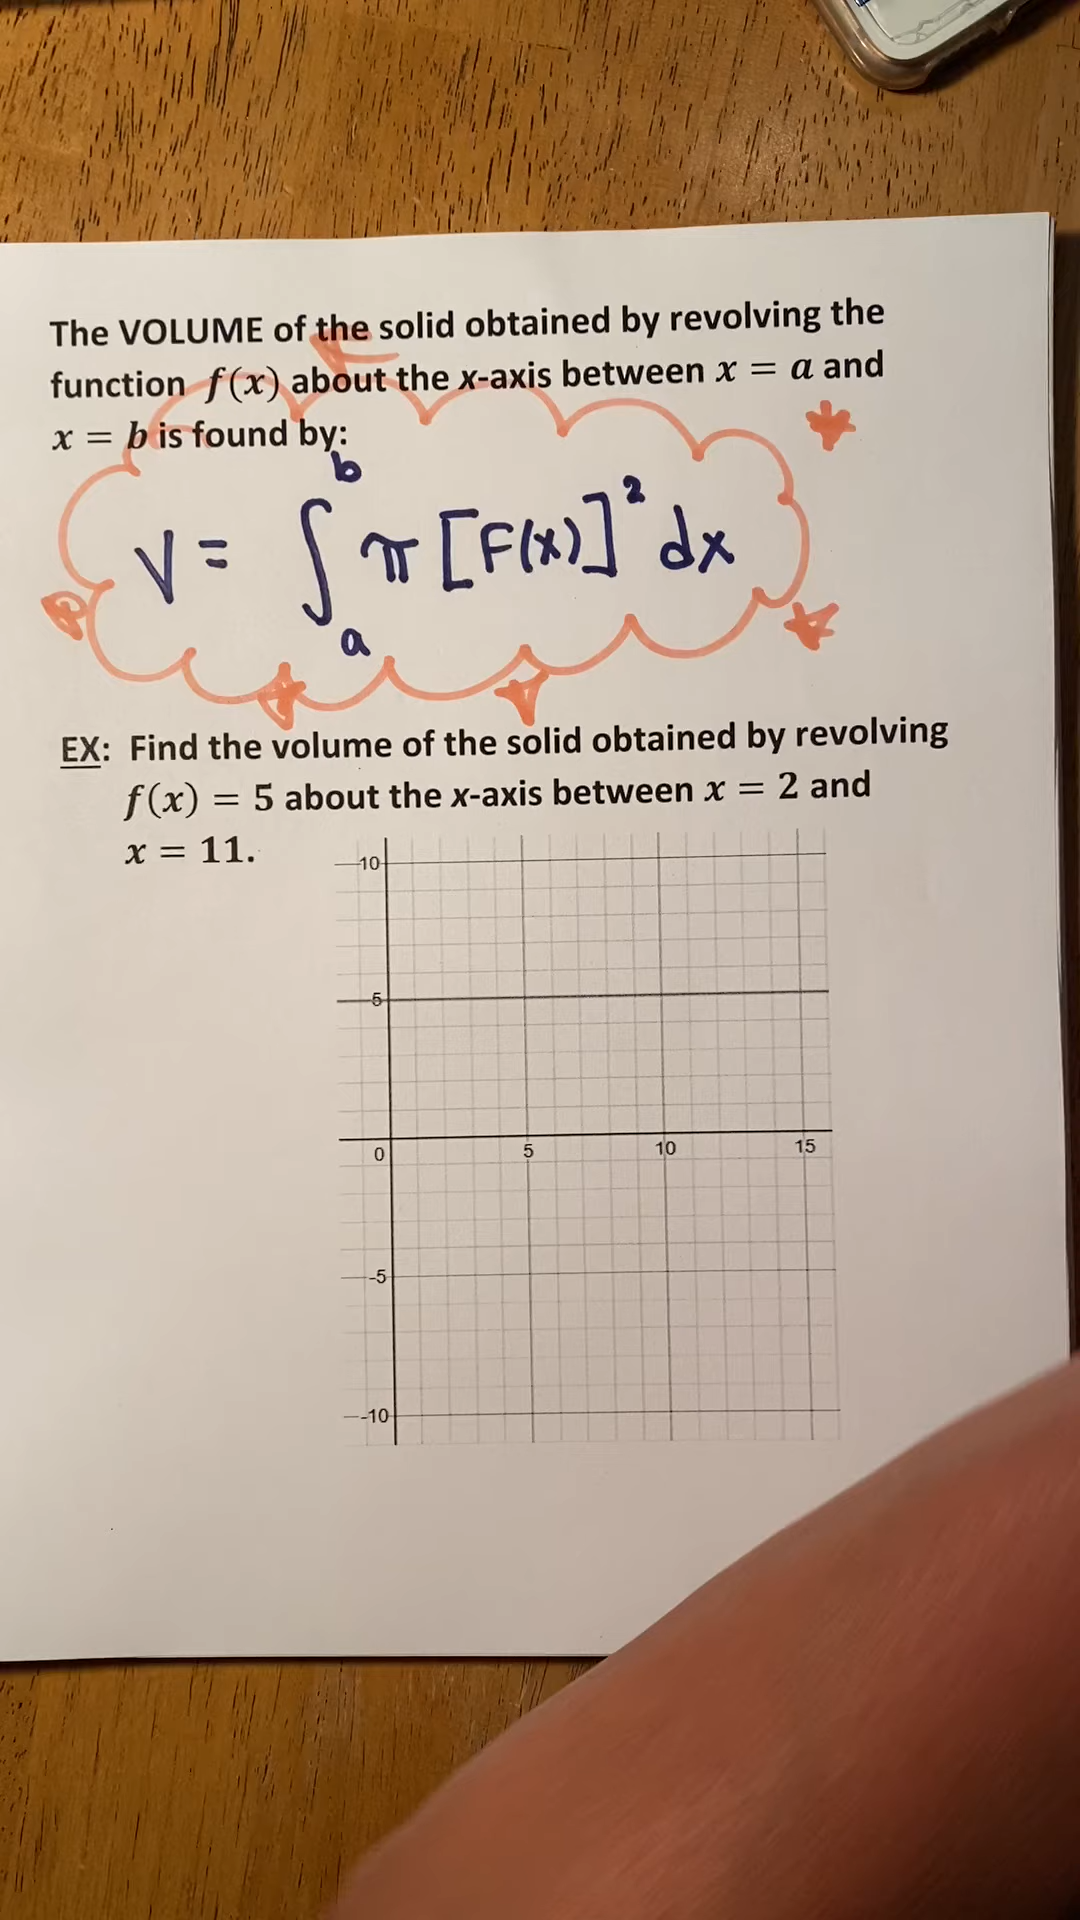 The VOLUME of the solid obtained by revolving the
function f(x) about the x-axis between x = a and
x = b is found by:
V = ∫ₐᵇ π [F(x)]² dx
EX: Find the volume of the solid obtained by revolving
f(x) = 5 about the x-axis between x = 2 and
x = 11.
10
5
0 5 10 15
-5
-10